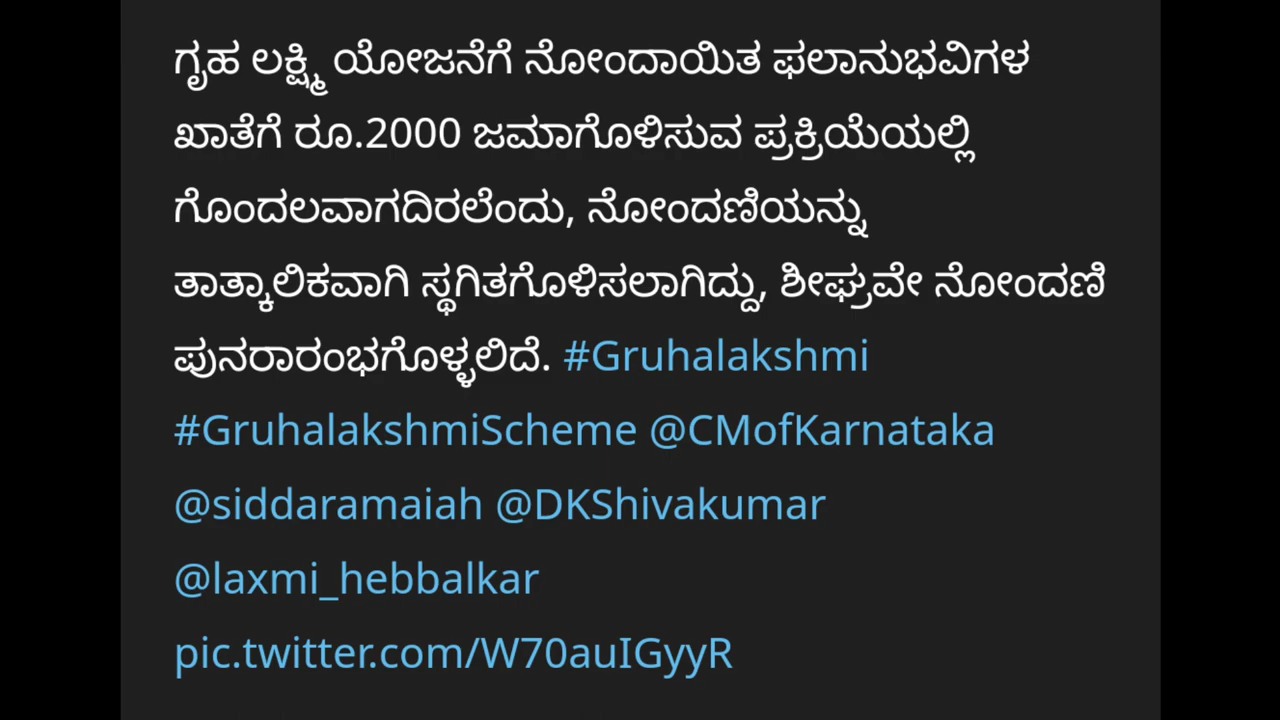 ಗೃಹ ಲಕ್ಷ್ಮಿ ಯೋಜನೆಗೆ ನೋಂದಾಯಿತ ಫಲಾನುಭವಿಗಳ
ಖಾತೆಗೆ ರೂ.2000 ಜಮಾಗೊಳಿಸುವ ಪ್ರಕ್ರಿಯೆಯಲ್ಲಿ
ಗೊಂದಲವಾಗದಿರಲೆಂದು, ನೋಂದಣಿಯನ್ನು
ತಾತ್ಕಾಲಿಕವಾಗಿ ಸ್ಥಗಿತಗೊಳಿಸಲಾಗಿದ್ದು, ಶೀಘ್ರವೇ ನೋಂದಣಿ
ಪುನರಾರಂಭಗೊಳ್ಳಲಿದೆ. #Gruhalakshmi
#GruhalakshmiScheme @CMofKarnataka
@siddaramaiah @DKShivakumar
@laxmi_hebbalkar
pic.twitter.com/W70auIGyyR